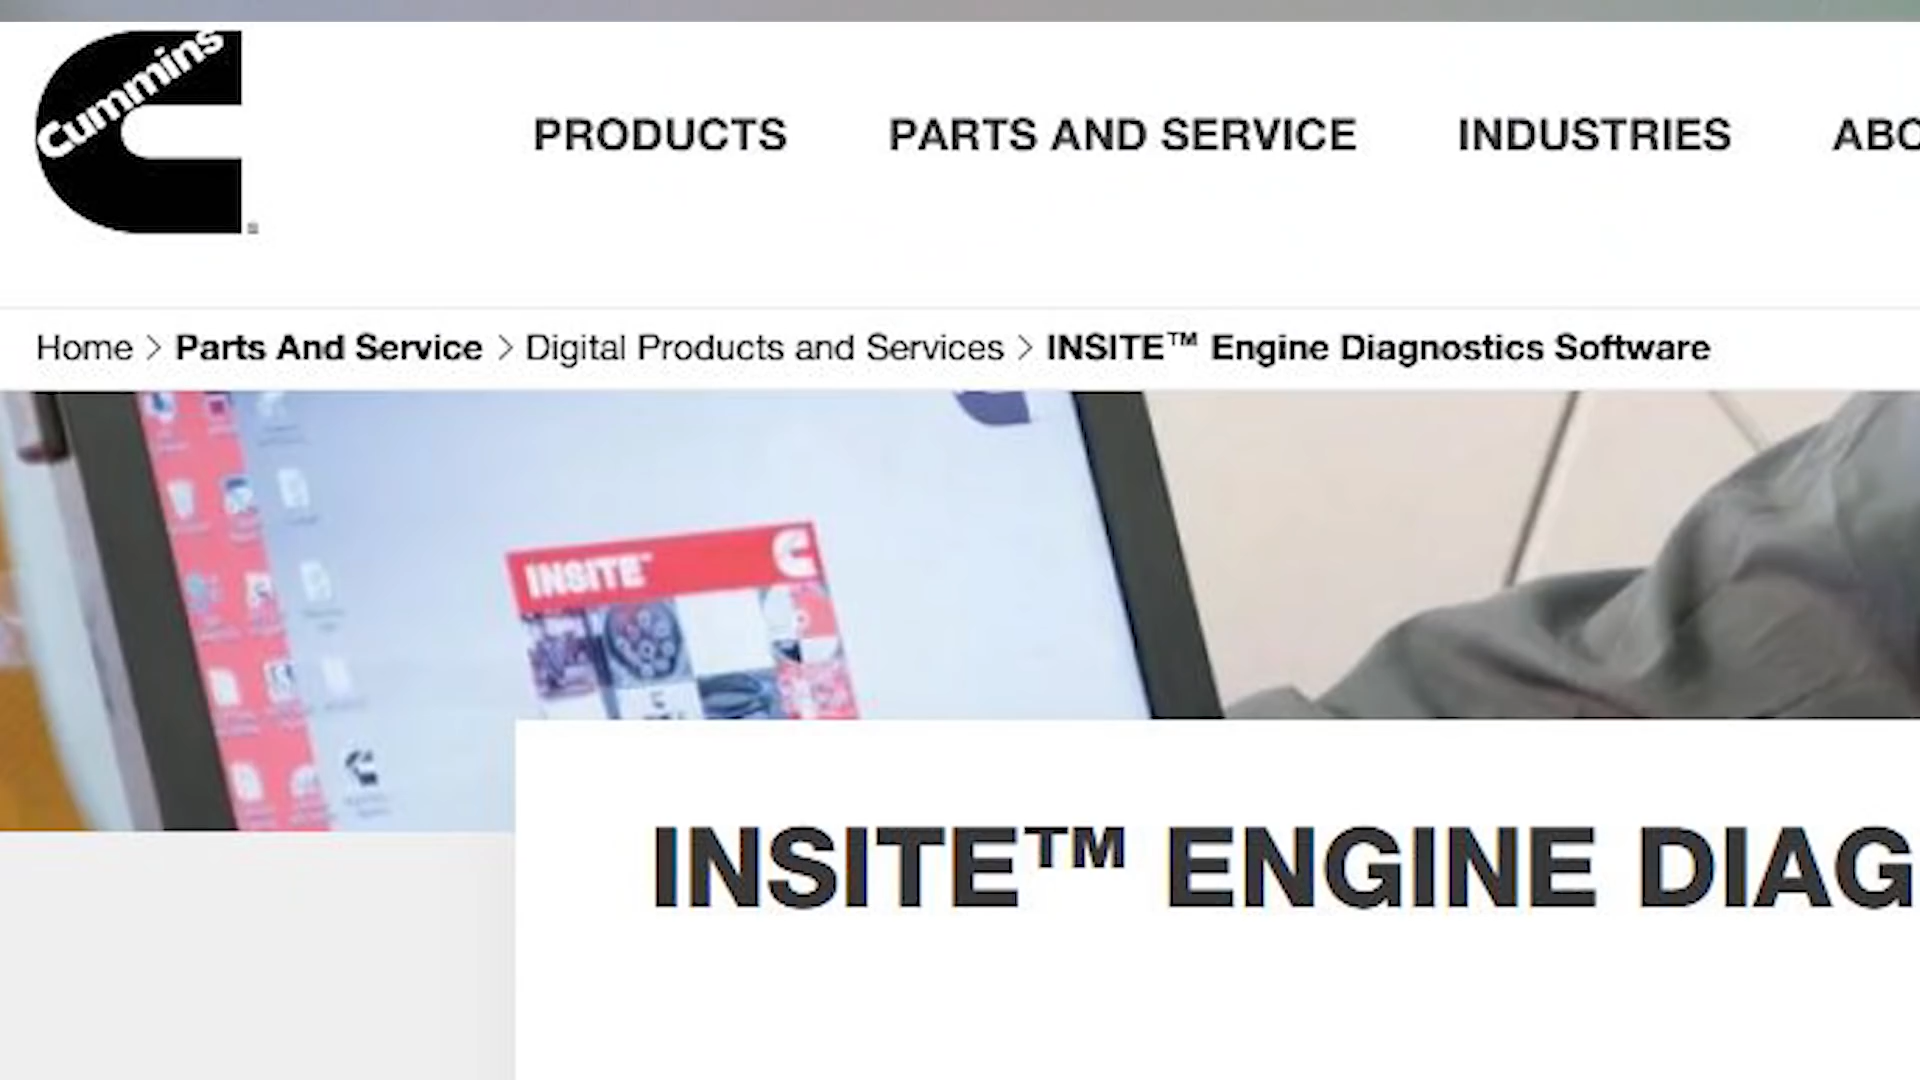 Cummins
PRODUCTS PARTS AND SERVICE INDUSTRIES ABO
Home > Parts And Service > Digital Products and Services > INSITE™ Engine Diagnostics Software
INSITE™
INSITE™ ENGINE DIAG